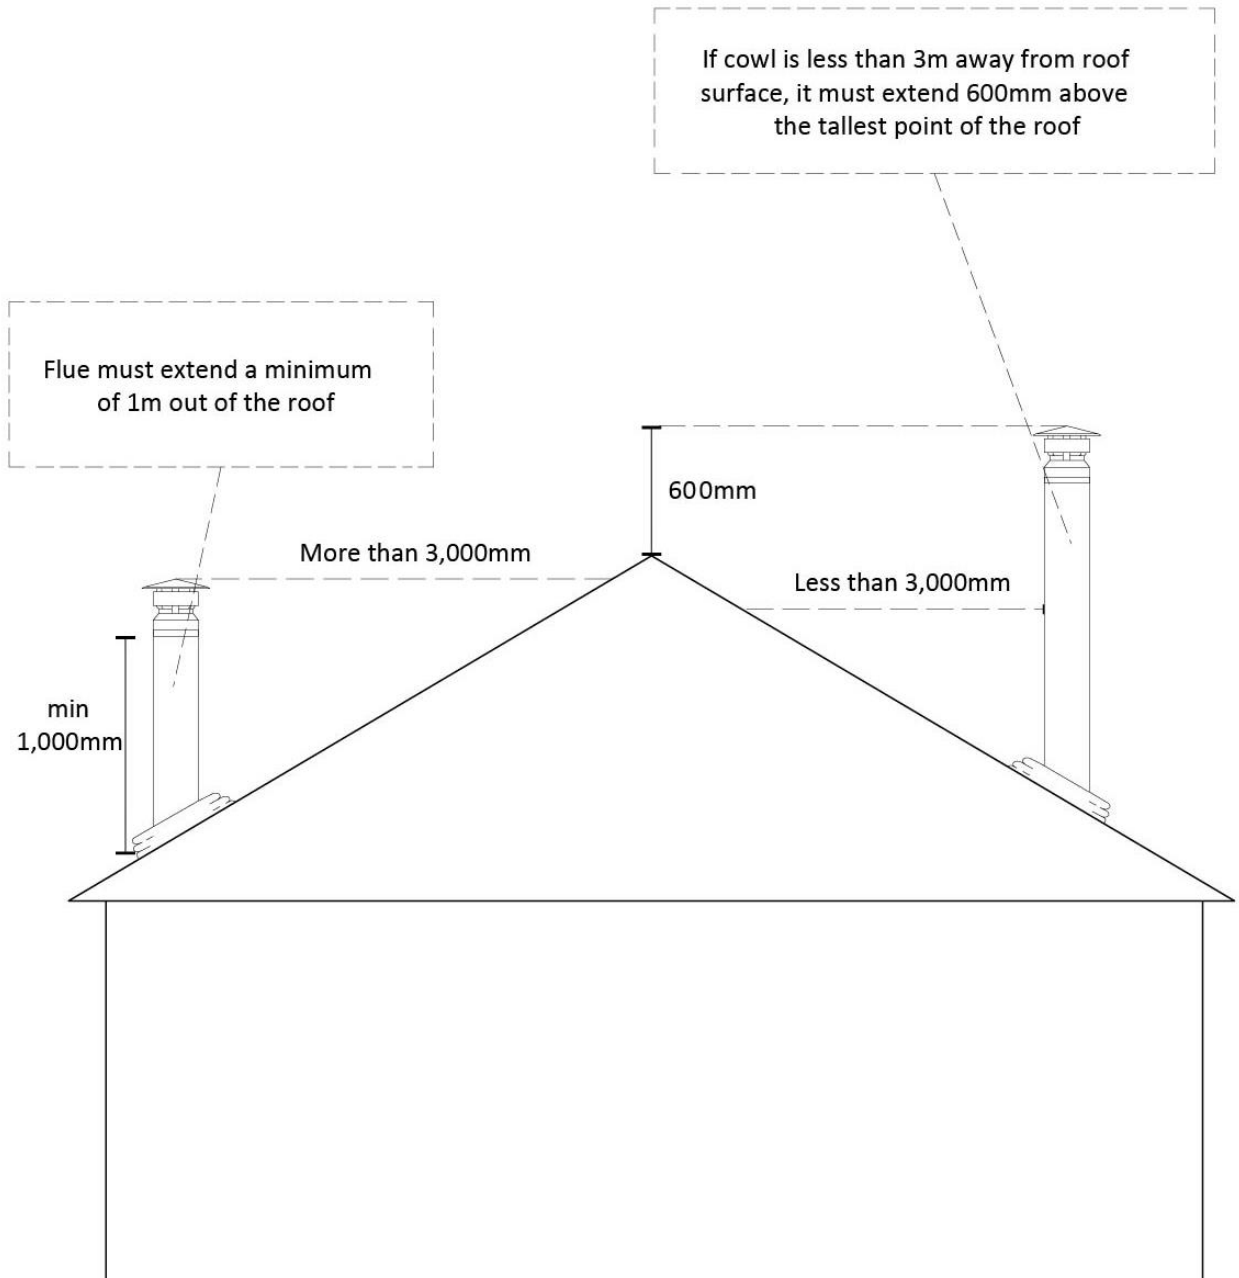 If cowl is less than 3m away from roof
surface, it must extend 600mm above
the tallest point of the roof
Flue must extend a minimum
of 1m out of the roof
600mm
More than 3,000mm
Less than 3,000mm
min
1,000mm